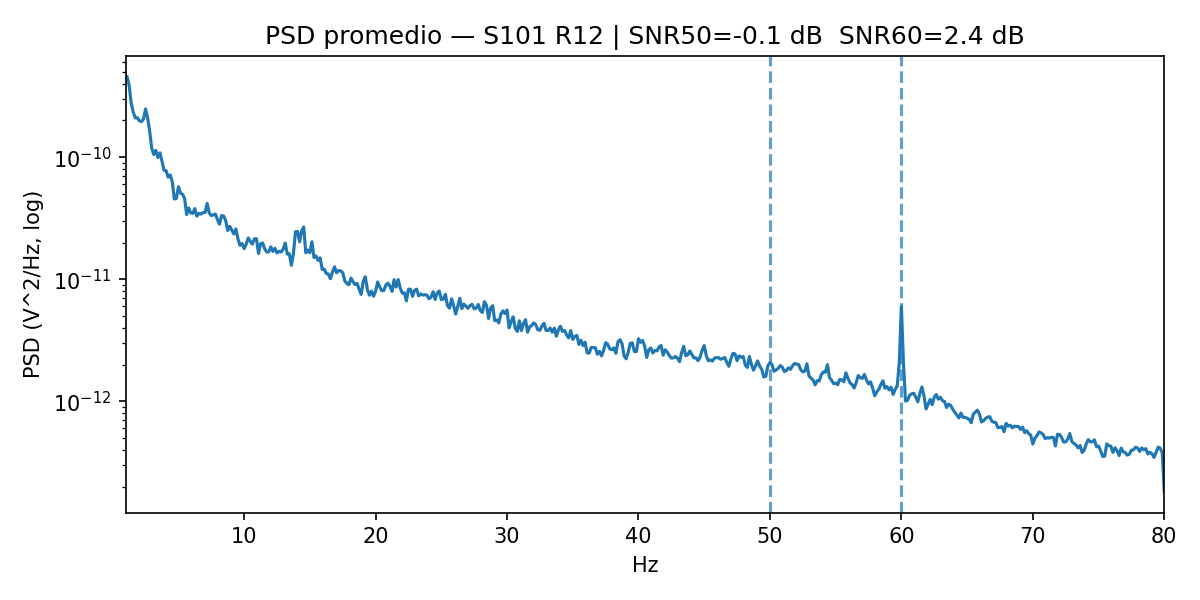 PSD promedio — S101 R12 | SNR50=-0.1 dB  SNR60=2.4 dB
PSD (V^2/Hz, log)
10⁻¹⁰
10⁻¹¹
10⁻¹²
10 20 30 40 50 60 70 80
Hz